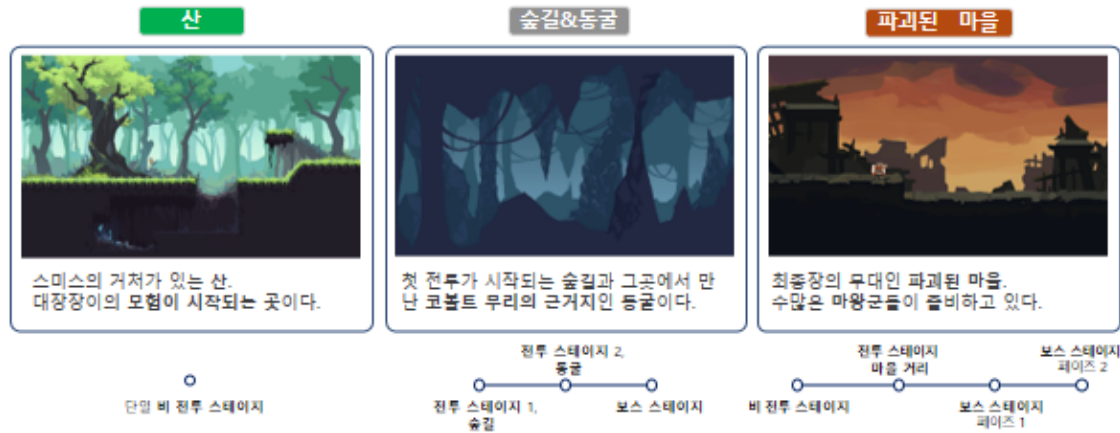 산
숲길&동굴
파괴된 마을
스미스의 거처가 있는 산.
대장장이의 모험이 시작되는 곳이다.
첫 전투가 시작되는 숲길과 그곳에서 만
난 코볼트 무리의 근거지인 동굴이다.
최종장의 무대인 파괴된 마을.
수많은 마왕군들이 즐비하고 있다.
단일 비 전투 스테이지
전투 스테이지 2,
동굴
전투 스테이지 1,
숲길
보스 스테이지
전투 스테이지
마을 거리
보스 스테이지
페이즈 2
비 전투 스테이지
보스 스테이지
페이즈 1